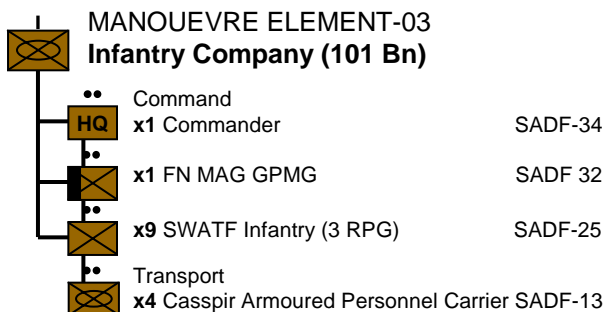 MANOUEVRE ELEMENT-03
Infantry Company (101 Bn)
Command
HQ x1 Commander SADF-34
x1 FN MAG GPMG SADF 32
x9 SWATF Infantry (3 RPG) SADF-25
Transport
x4 Casspir Armoured Personnel Carrier SADF-13